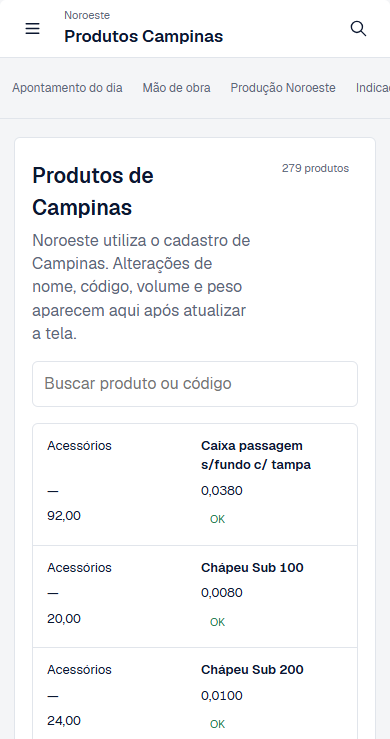 Noroeste
Produtos Campinas
Apontamento do dia Mão de obra Produção Noroeste Indica
Produtos de
Campinas
279 produtos
Noroeste utiliza o cadastro de
Campinas. Alterações de
nome, código, volume e peso
aparecem aqui após atualizar
a tela.
Buscar produto ou código
Acessórios Caixa passagem
s/fundo c/ tampa
— 0,0380
92,00 OK
Acessórios Chápeu Sub 100
— 0,0080
20,00 OK
Acessórios Chápeu Sub 200
— 0,0100
24,00 OK